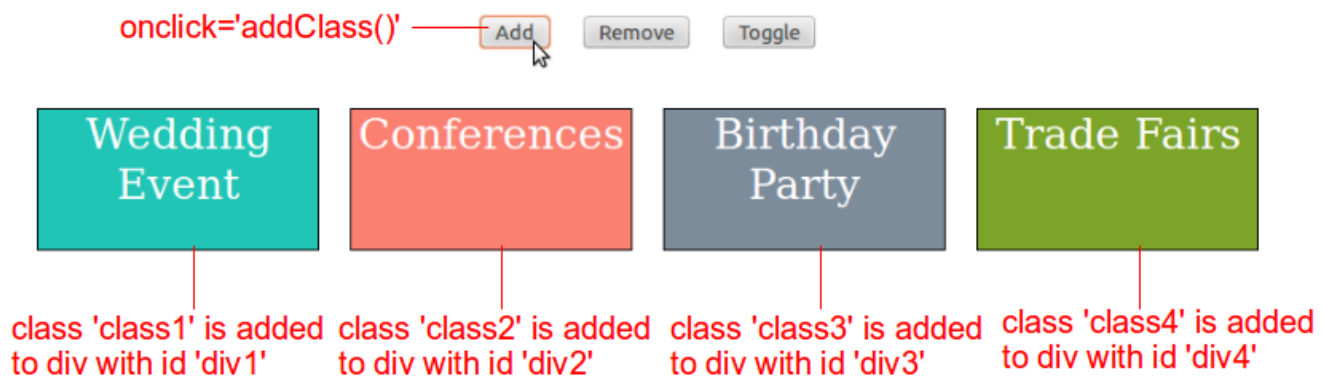 onclick='addClass()'
Add
Remove
Toggle
Wedding
Event
Conferences
Birthday
Party
Trade Fairs
class 'class1' is added
to div with id 'div1'
class 'class2' is added
to div with id 'div2'
class 'class3' is added
to div with id 'div3'
class 'class4' is added
to div with id 'div4'